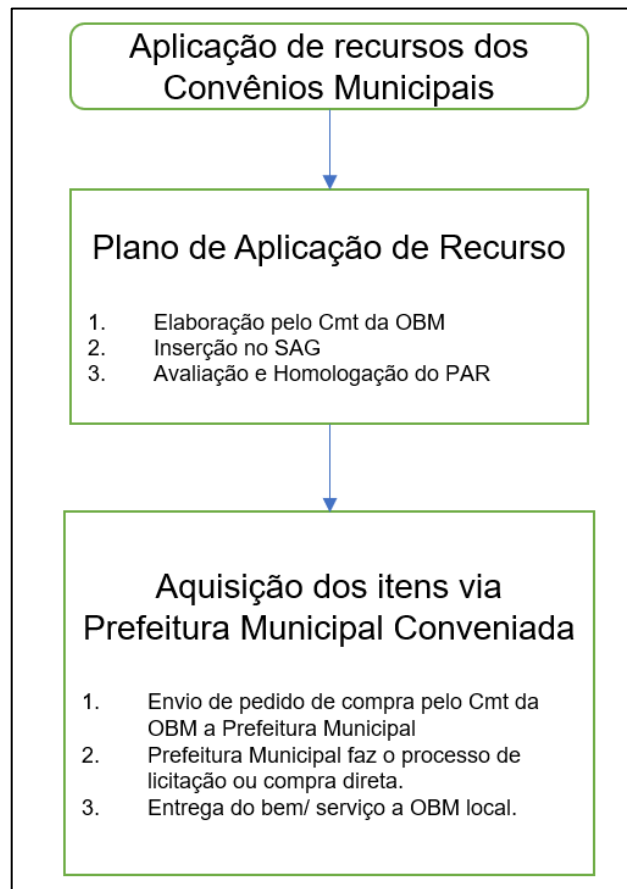 Aplicação de recursos dos
Convênios Municipais
Plano de Aplicação de Recurso
1. Elaboração pelo Cmt da OBM
2. Inserção no SAG
3. Avaliação e Homologação do PAR
Aquisição dos itens via
Prefeitura Municipal Conveniada
1. Envio de pedido de compra pelo Cmt da
OBM a Prefeitura Municipal
2. Prefeitura Municipal faz o processo de
licitação ou compra direta.
3. Entrega do bem/ serviço a OBM local.